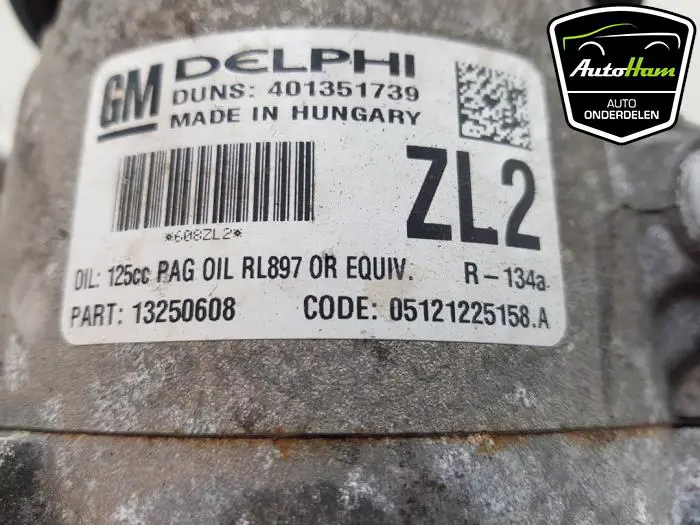 GM DELPHI
DUNS: 401351739
MADE IN HUNGARY
*608ZL2*
ZL2
OIL: 125cc PAG OIL RL897 OR EQUIV. R-134a
PART: 13250608 CODE: 05121225158.A
AutoHam
AUTO
ONDERDELEN